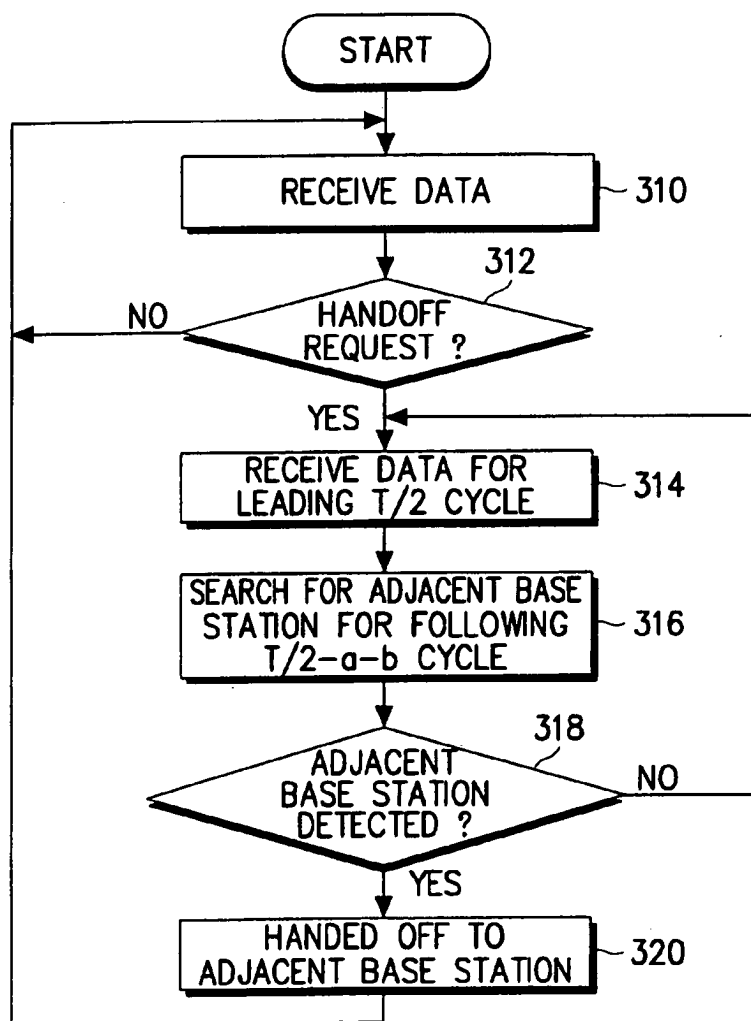 START
RECEIVE DATA
310
312
HANDOFF
REQUEST ?
NO
YES
RECEIVE DATA FOR
LEADING T/2 CYCLE
314
SEARCH FOR ADJACENT BASE
STATION FOR FOLLOWING
T/2-a-b CYCLE
316
318
ADJACENT
BASE STATION
DETECTED ?
NO
YES
HANDED OFF TO
ADJACENT BASE STATION
320